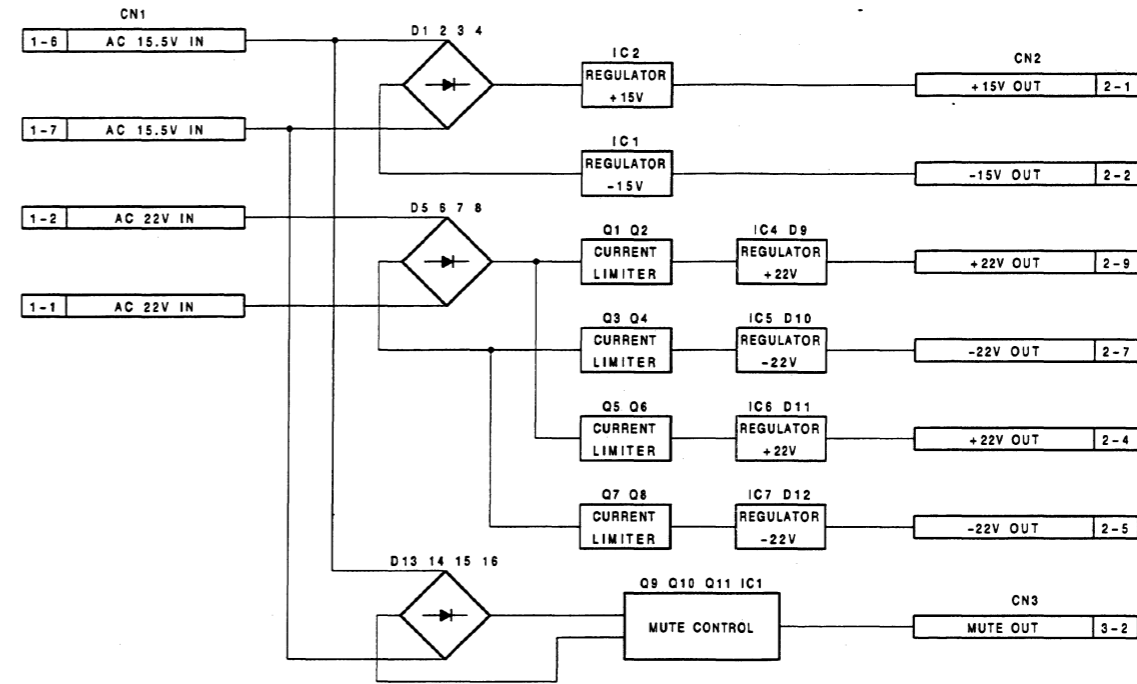 CN1
1-6 AC 15.5V IN
D1 2 3 4
IC2
REGULATOR
+15V
CN2
+15V OUT 2-1
1-7 AC 15.5V IN
IC1
REGULATOR
-15V
-15V OUT 2-2
1-2 AC 22V IN
D5 6 7 8
Q1 Q2
CURRENT
LIMITER
IC4 D9
REGULATOR
+22V
+22V OUT 2-9
1-1 AC 22V IN
Q3 Q4
CURRENT
LIMITER
IC5 D10
REGULATOR
-22V
-22V OUT 2-7
Q5 Q6
CURRENT
LIMITER
IC6 D11
REGULATOR
+22V
+22V OUT 2-4
Q7 Q8
CURRENT
LIMITER
IC7 D12
REGULATOR
-22V
-22V OUT 2-5
D13 14 15 16
Q9 Q10 Q11 IC1
MUTE CONTROL
CN3
MUTE OUT 3-2